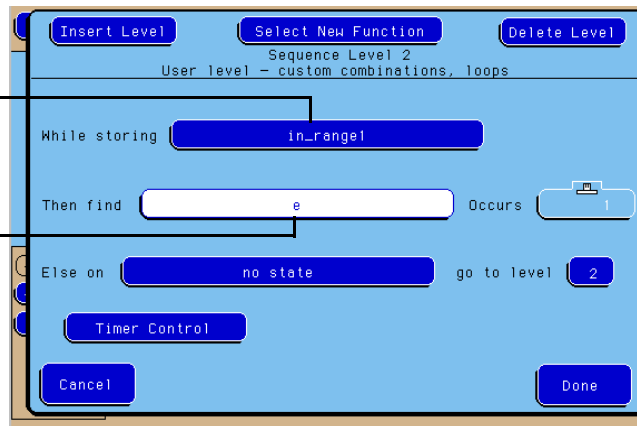 Insert Level Select New Function Delete Level
Sequence Level 2
User level – custom combinations, loops
While storing in_range1
Then find e Occurs 1
Else on no state go to level 2
Timer Control
Cancel Done